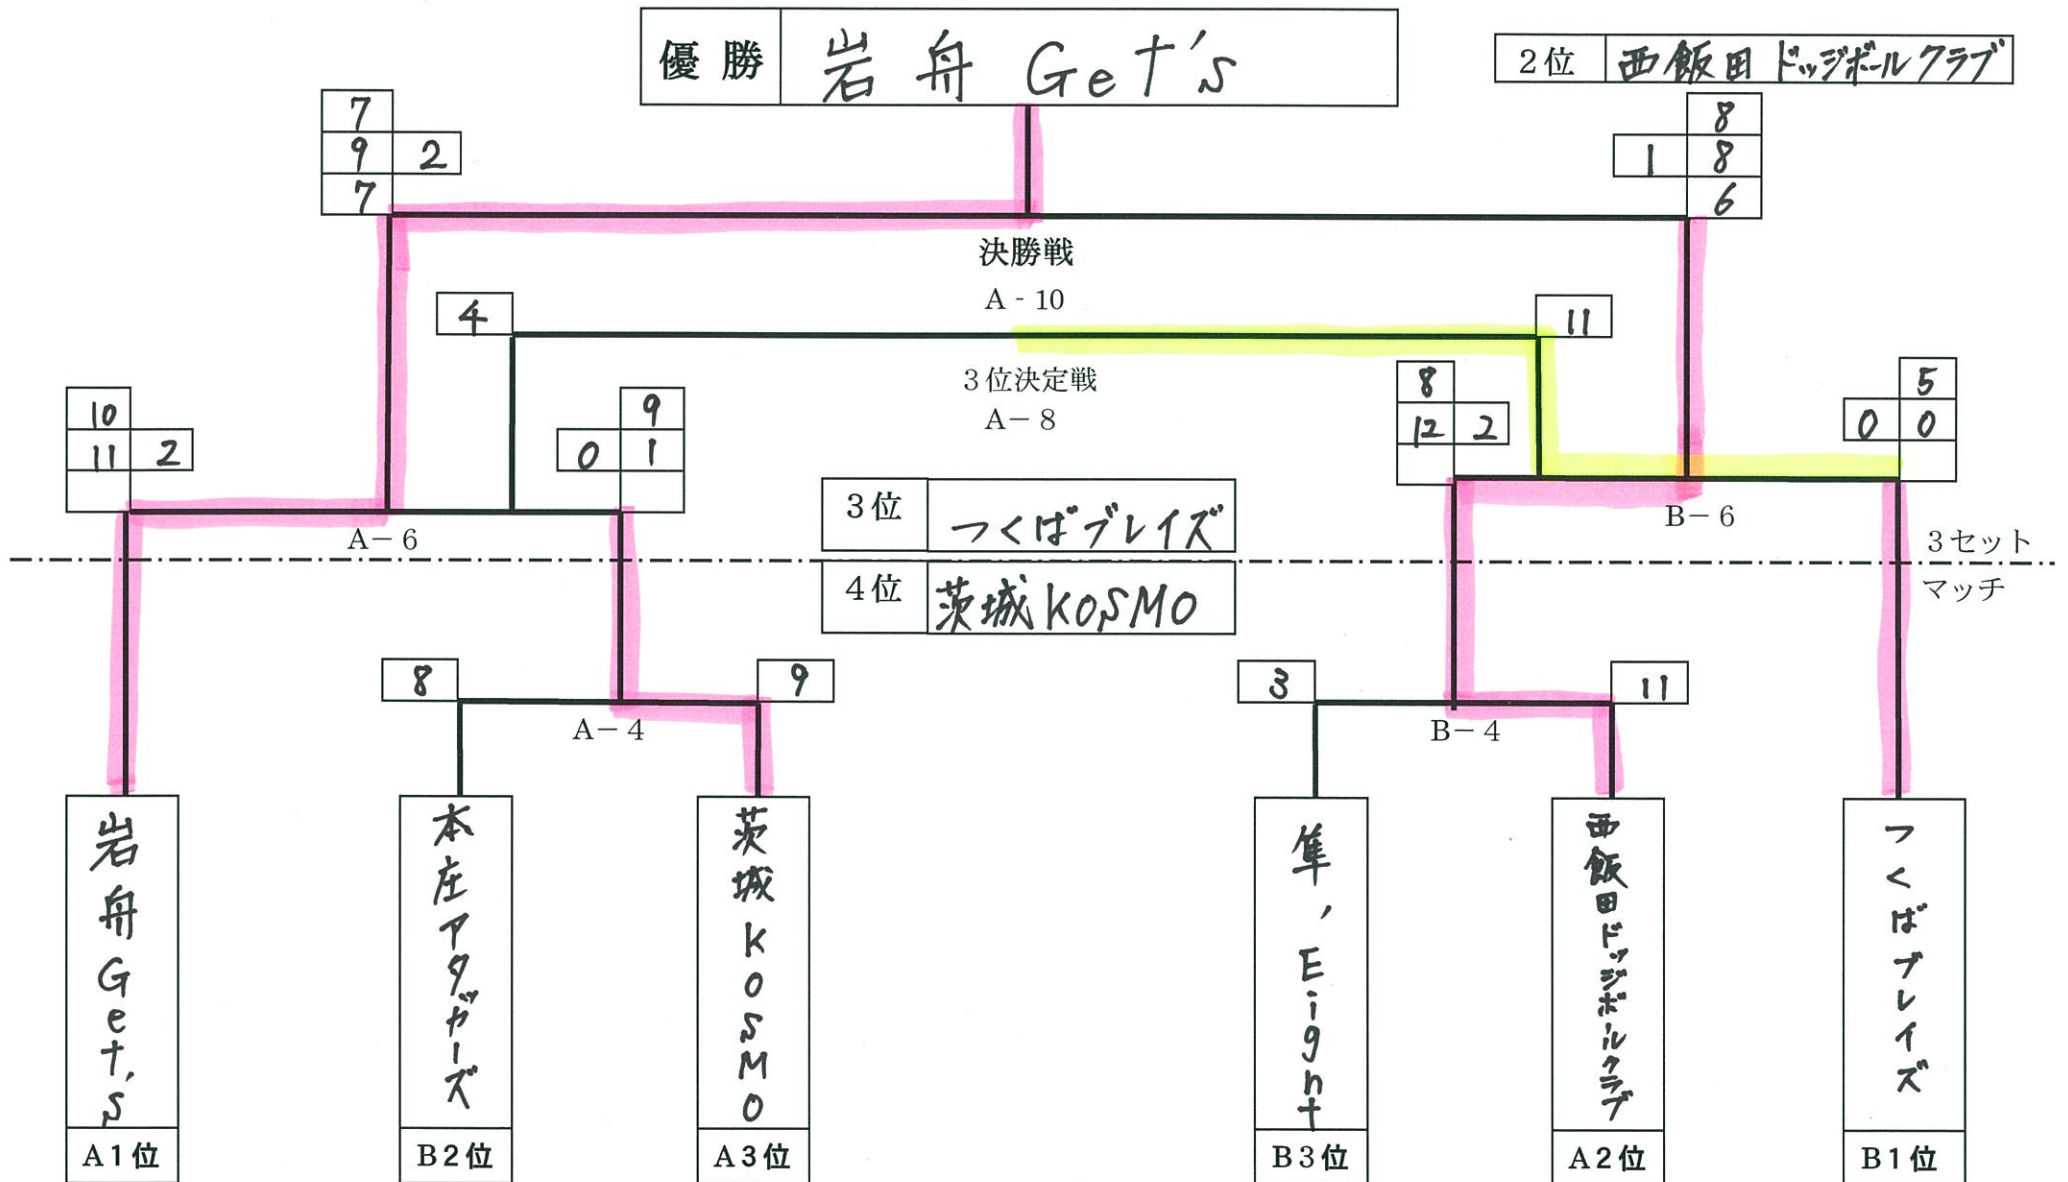 優勝 岩舟 Get's
2位 西飯田ドッジボールクラブ
7
9 2
7
8
1 8
6
決勝戦
A-10
4
11
3位決定戦
A-8
10
11 2
9
0 1
8
12 2
5
0 0
A-6
B-6
3位 つくばブレイズ
4位 茨城KOSMO
3セット
マッチ
8
9
3
11
A-4
B-4
岩舟Get's
本庄アタッカーズ
茨城KOSMO
隼,Eight
西飯田ドッジボールクラブ
つくばブレイズ
A1位
B2位
A3位
B3位
A2位
B1位